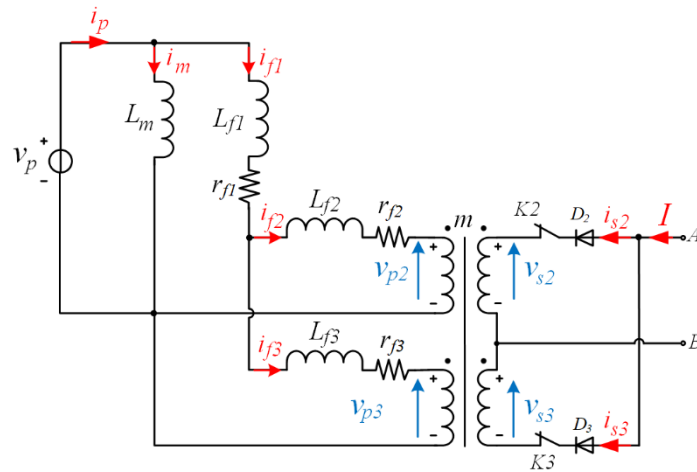 i_p
i_m
i_f1
L_m
L_f1
v_p
+
-
r_f1
i_f2
L_f2
r_f2
m
K2
D_2
i_s2
I
A
v_p2
+
-
+
-
v_s2
B
i_f3
L_f3
r_f3
v_p3
+
-
+
-
v_s3
D_3
i_s3
K3